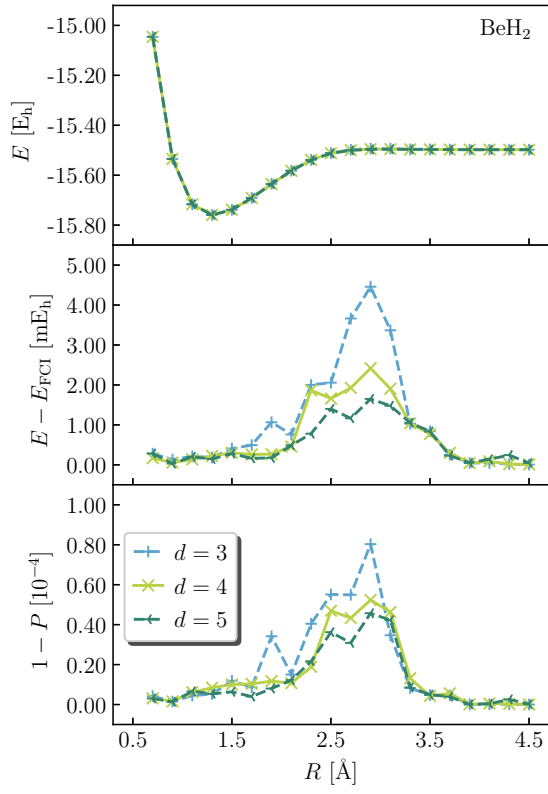 BeH₂
E [Eₕ]
-15.00
-15.20
-15.40
-15.60
-15.80
E − E_FCI [mEₕ]
5.00
4.00
3.00
2.00
1.00
0.00
1 − P [10⁻⁴]
1.00
0.80
0.60
0.40
0.20
0.00
d = 3
d = 4
d = 5
0.5 1.5 2.5 3.5 4.5
R [Å]